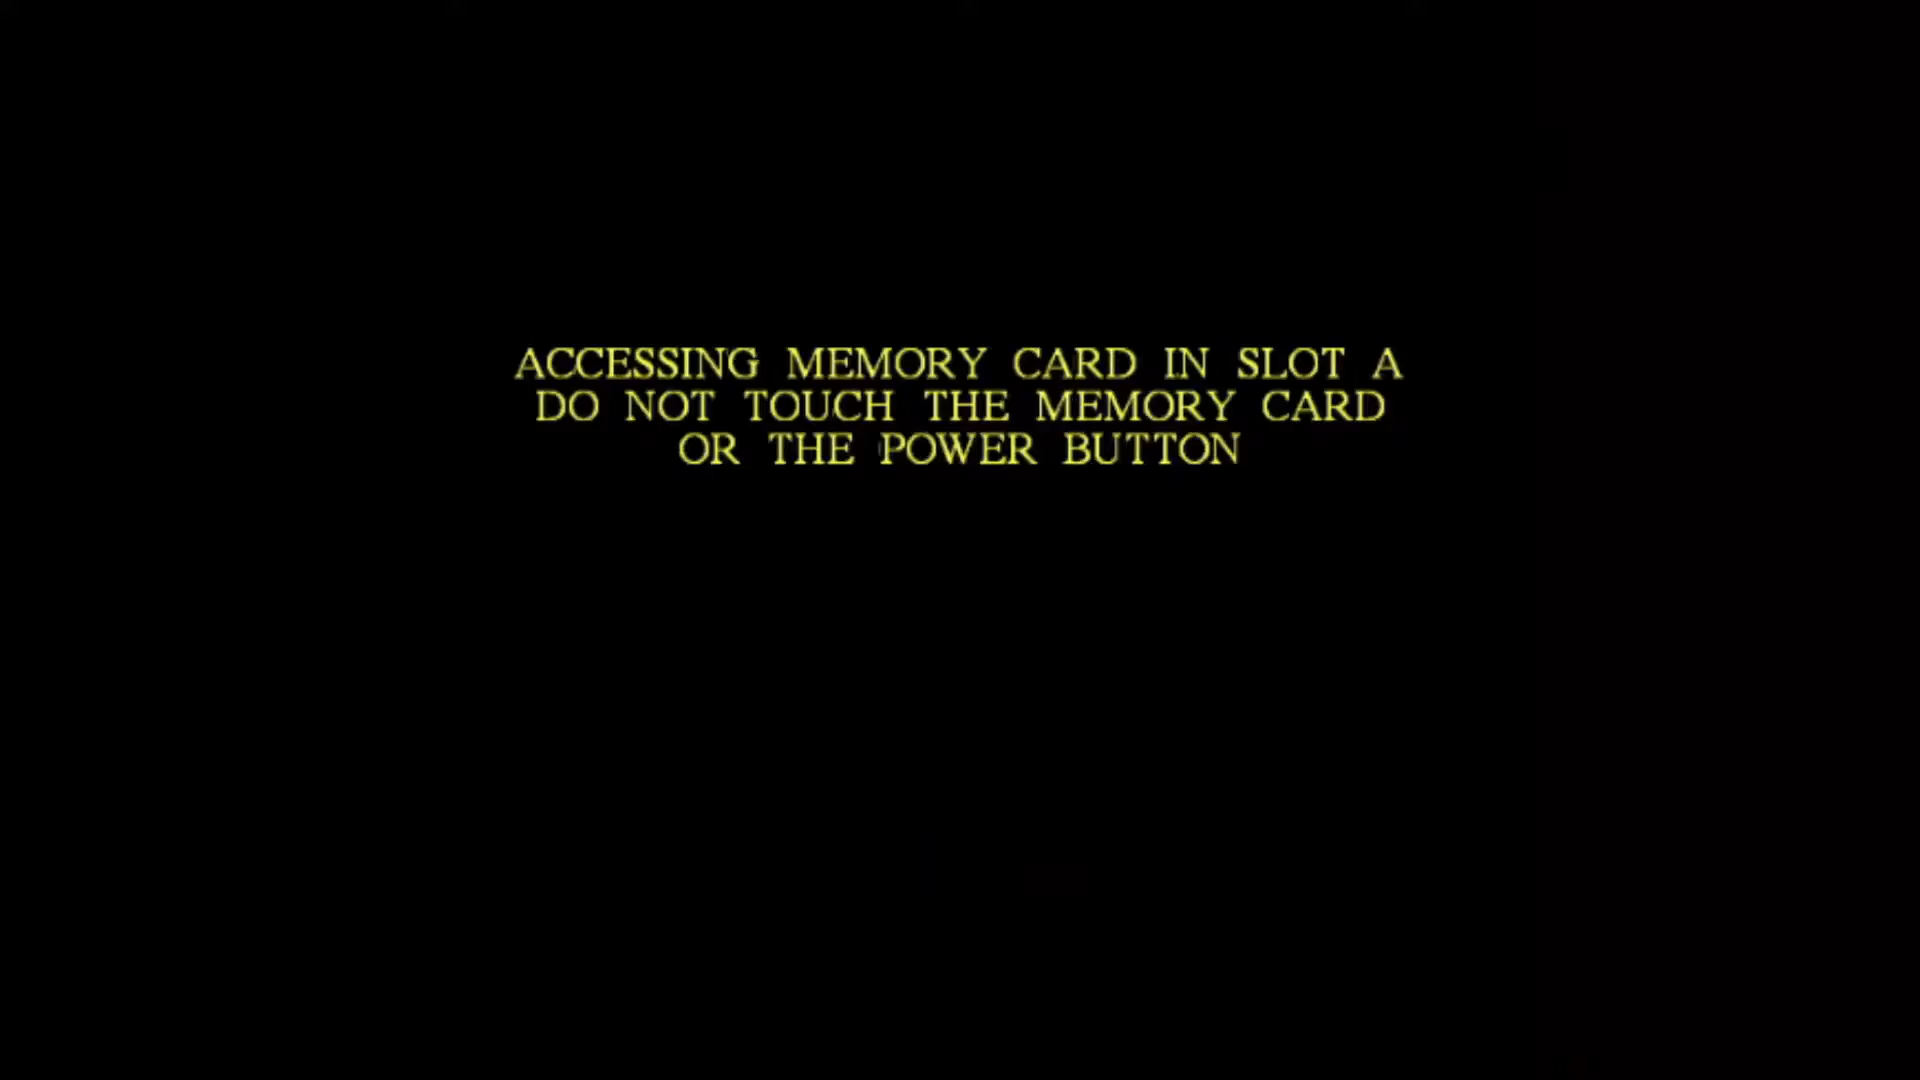 ACCESSING MEMORY CARD IN SLOT A
DO NOT TOUCH THE MEMORY CARD
OR THE POWER BUTTON